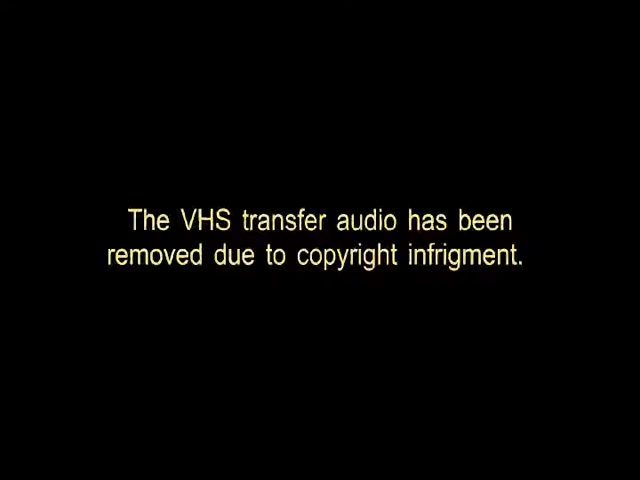 The VHS transfer audio has been
removed due to copyright infrigment.